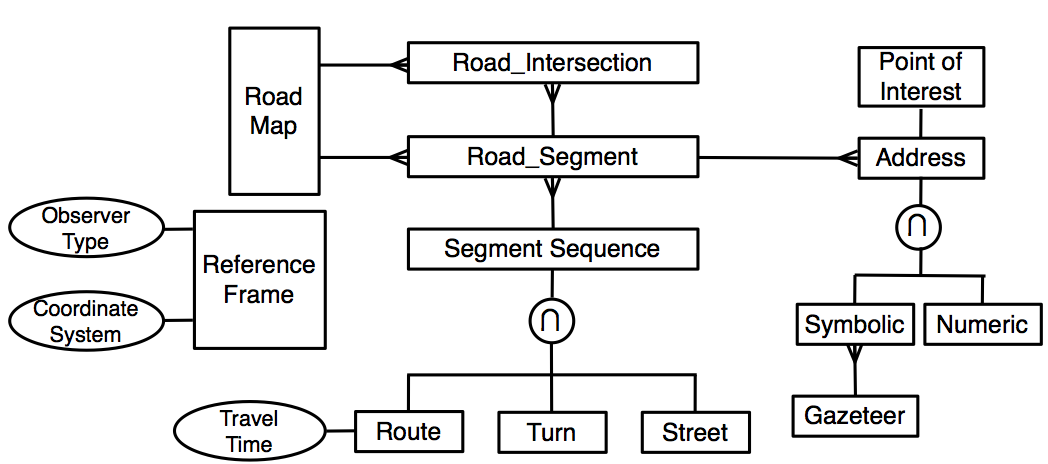 Road
Map
Road_Intersection
Point of
Interest
Road_Segment
Address
Observer
Type
Reference
Frame
Coordinate
System
Segment Sequence
∩
∩
Symbolic
Numeric
Travel
Time
Route
Turn
Street
Gazeteer